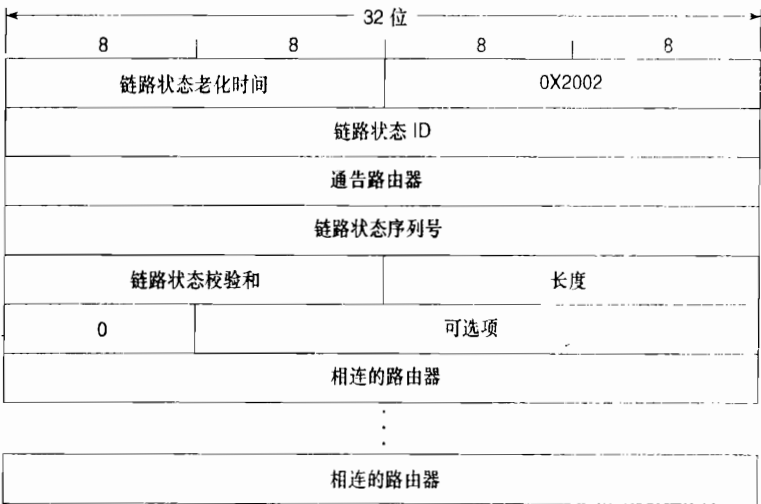 32 位
8 8 8 8
链路状态老化时间 0X2002
链路状态 ID
通告路由器
链路状态序列号
链路状态校验和 长度
0 可选项
相连的路由器
相连的路由器